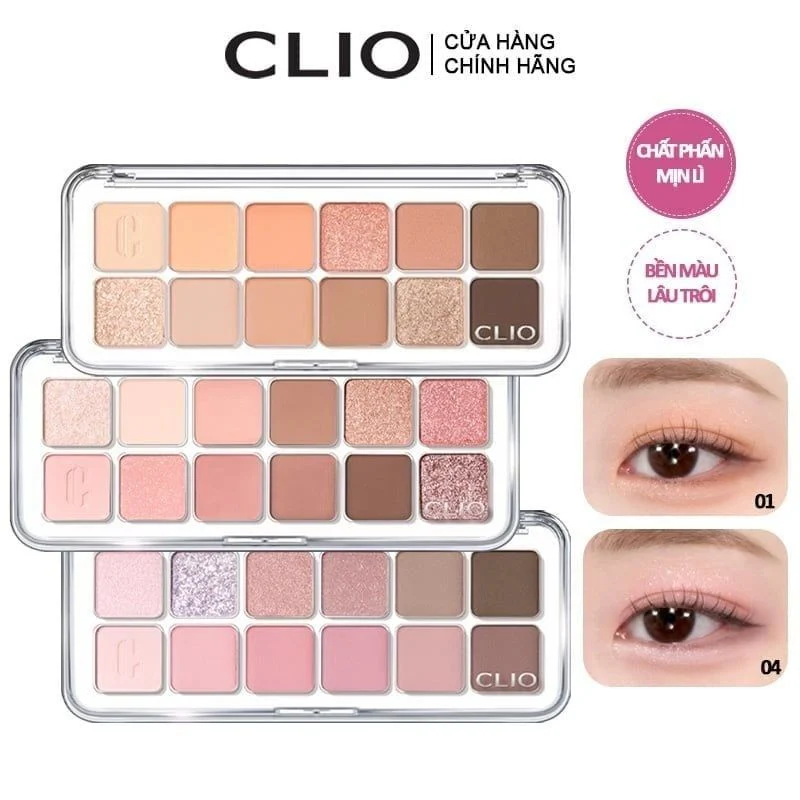 CLIO
CỬA HÀNG
CHÍNH HÃNG
CHẤT PHẤN
MỊN LÌ
BỀN MÀU
LÂU TRÔI
CLIO
CLIO
CLIO
01
04